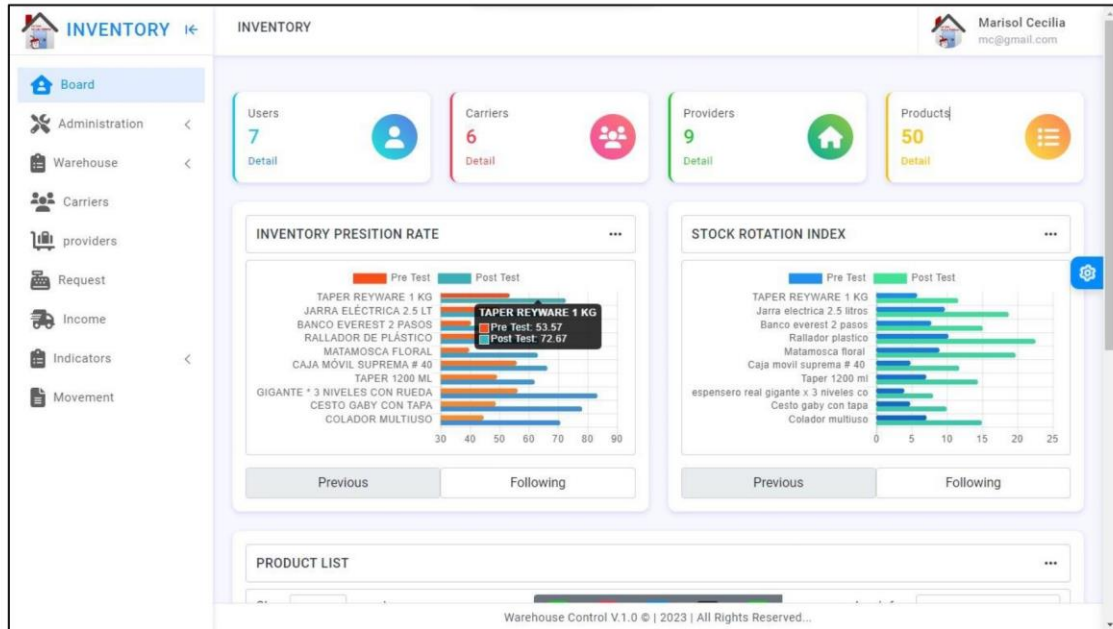 INVENTORY
INVENTORY
Marisol Cecilia
mc@gmail.com
Board
Administration
Warehouse
Carriers
providers
Request
Income
Indicators
Movement
Users
7
Detail
Carriers
6
Detail
Providers
9
Detail
Products
50
Detail
INVENTORY PRESITION RATE
Pre Test Post Test
TAPER REYWARE 1 KG
JARRA ELÉCTRICA 2.5 LT
BANCO EVEREST 2 PASOS
RALLADOR DE PLÁSTICO
MATAMOSCA FLORAL
CAJA MÓVIL SUPREMA # 40
TAPER 1200 ML
GIGANTE * 3 NIVELES CON RUEDA
CESTO GABY CON TAPA
COLADOR MULTIUSO
30 40 50 60 70 80 90
TAPER REYWARE 1 KG
Pre Test: 53.57
Post Test: 72.67
Previous Following
STOCK ROTATION INDEX
Pre Test Post Test
TAPER REYWARE 1 KG
Jarra electrica 2.5 litros
Banco everest 2 pasos
Rallador plastico
Matamosca floral
Caja movil suprema # 40
Taper 1200 ml
espensero real gigante x 3 niveles co
Cesto gaby con tapa
Colador multiuso
0 5 10 15 20 25
Previous Following
PRODUCT LIST
Warehouse Control V.1.0 © | 2023 | All Rights Reserved...